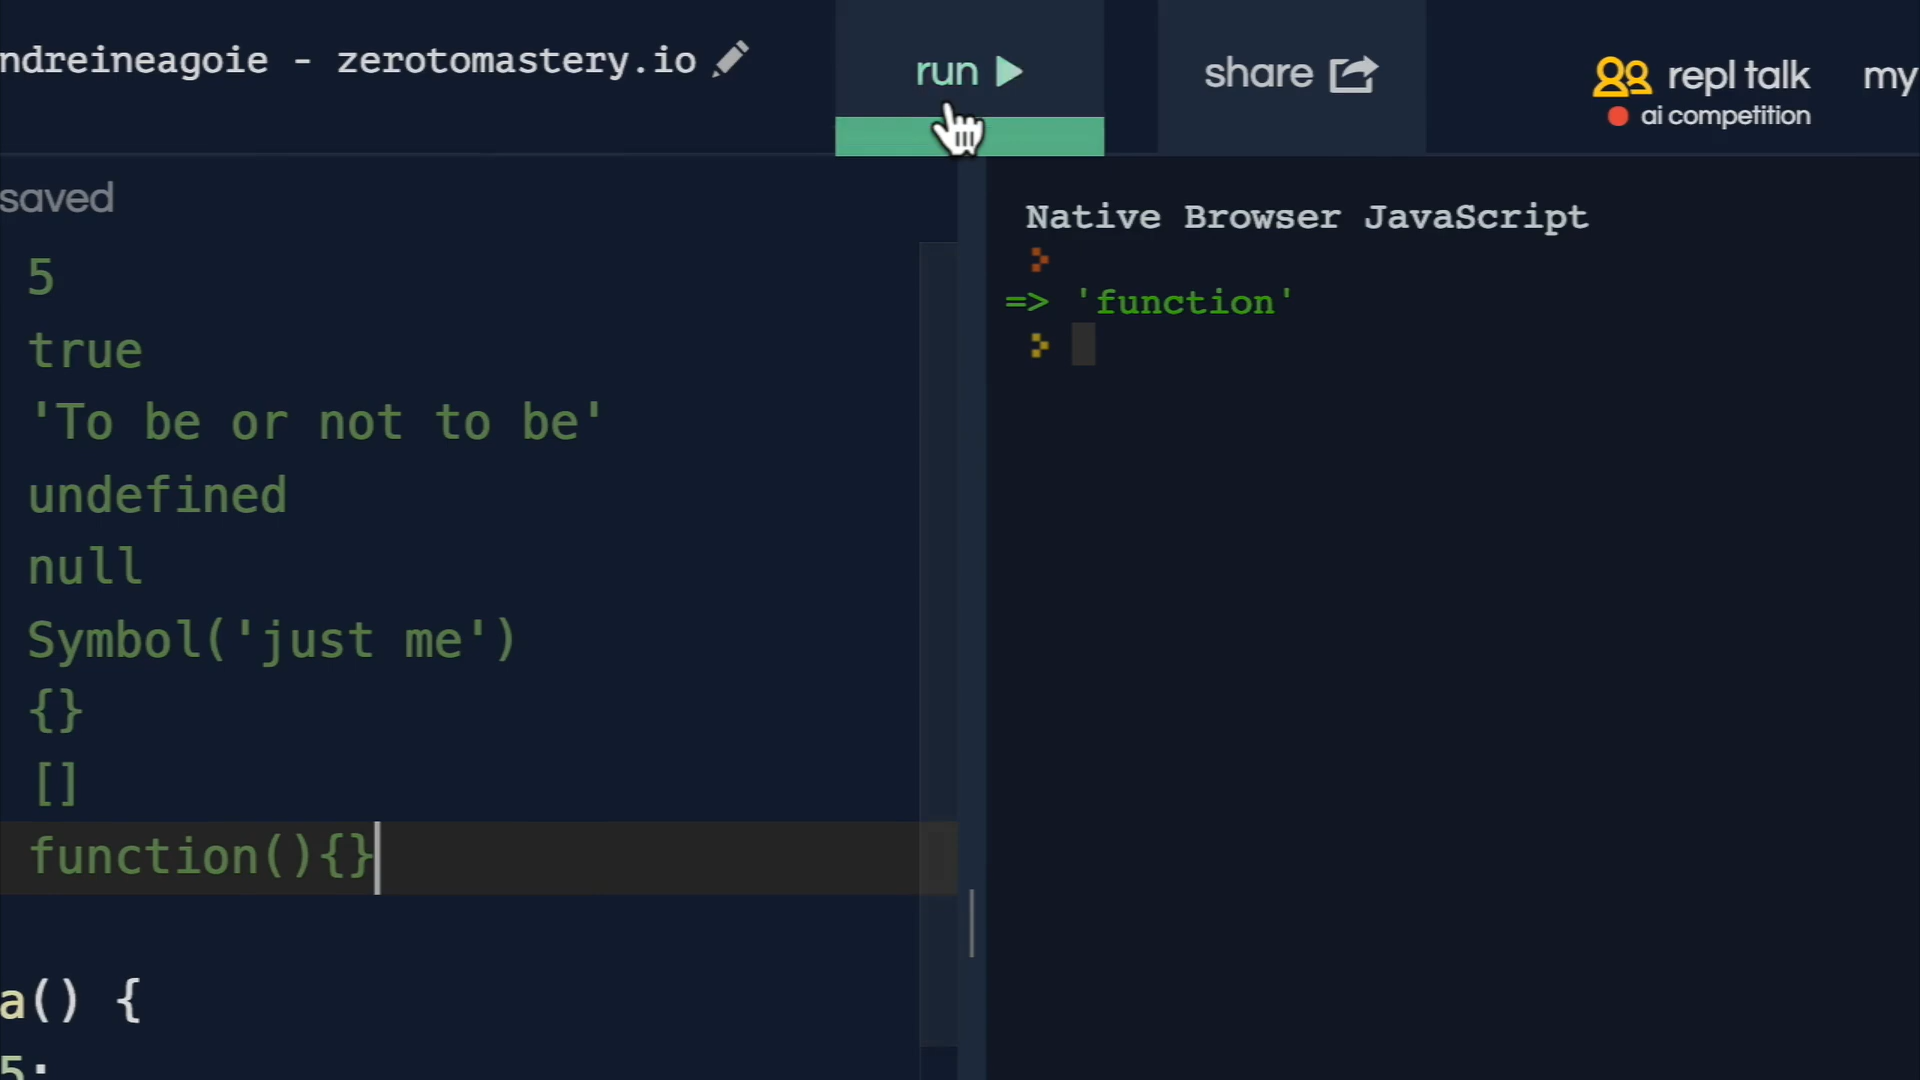 ndreineagoie - zerotomastery.io
run
share
repl talk
my
ai competition
saved
5
true
'To be or not to be'
undefined
null
Symbol('just me')
{}
[]
function(){}
a() {
5;
Native Browser JavaScript
=> 'function'